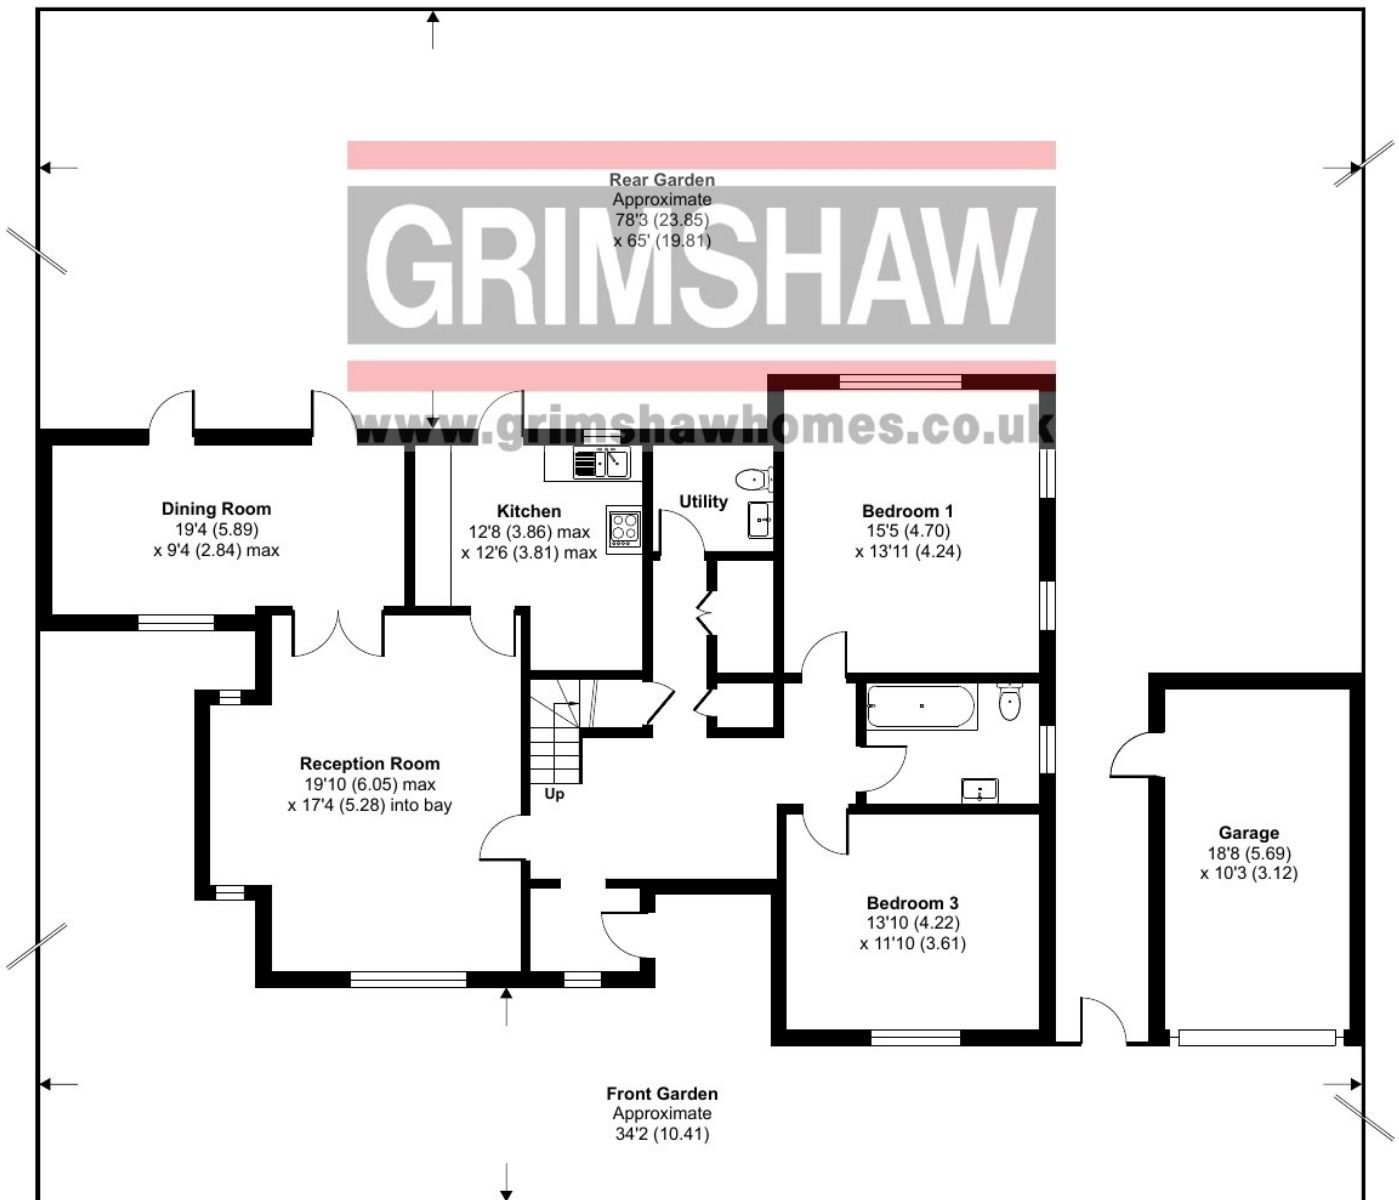 Rear Garden
Approximate
78'3 (23.85)
x 65' (19.81)
GRIMSHAW
www.grimshawhomes.co.uk
Dining Room
19'4 (5.89)
x 9'4 (2.84) max
Kitchen
12'8 (3.86) max
x 12'6 (3.81) max
Utility
Bedroom 1
15'5 (4.70)
x 13'11 (4.24)
Reception Room
19'10 (6.05) max
x 17'4 (5.28) into bay
Up
Garage
18'8 (5.69)
x 10'3 (3.12)
Bedroom 3
13'10 (4.22)
x 11'10 (3.61)
Front Garden
Approximate
34'2 (10.41)